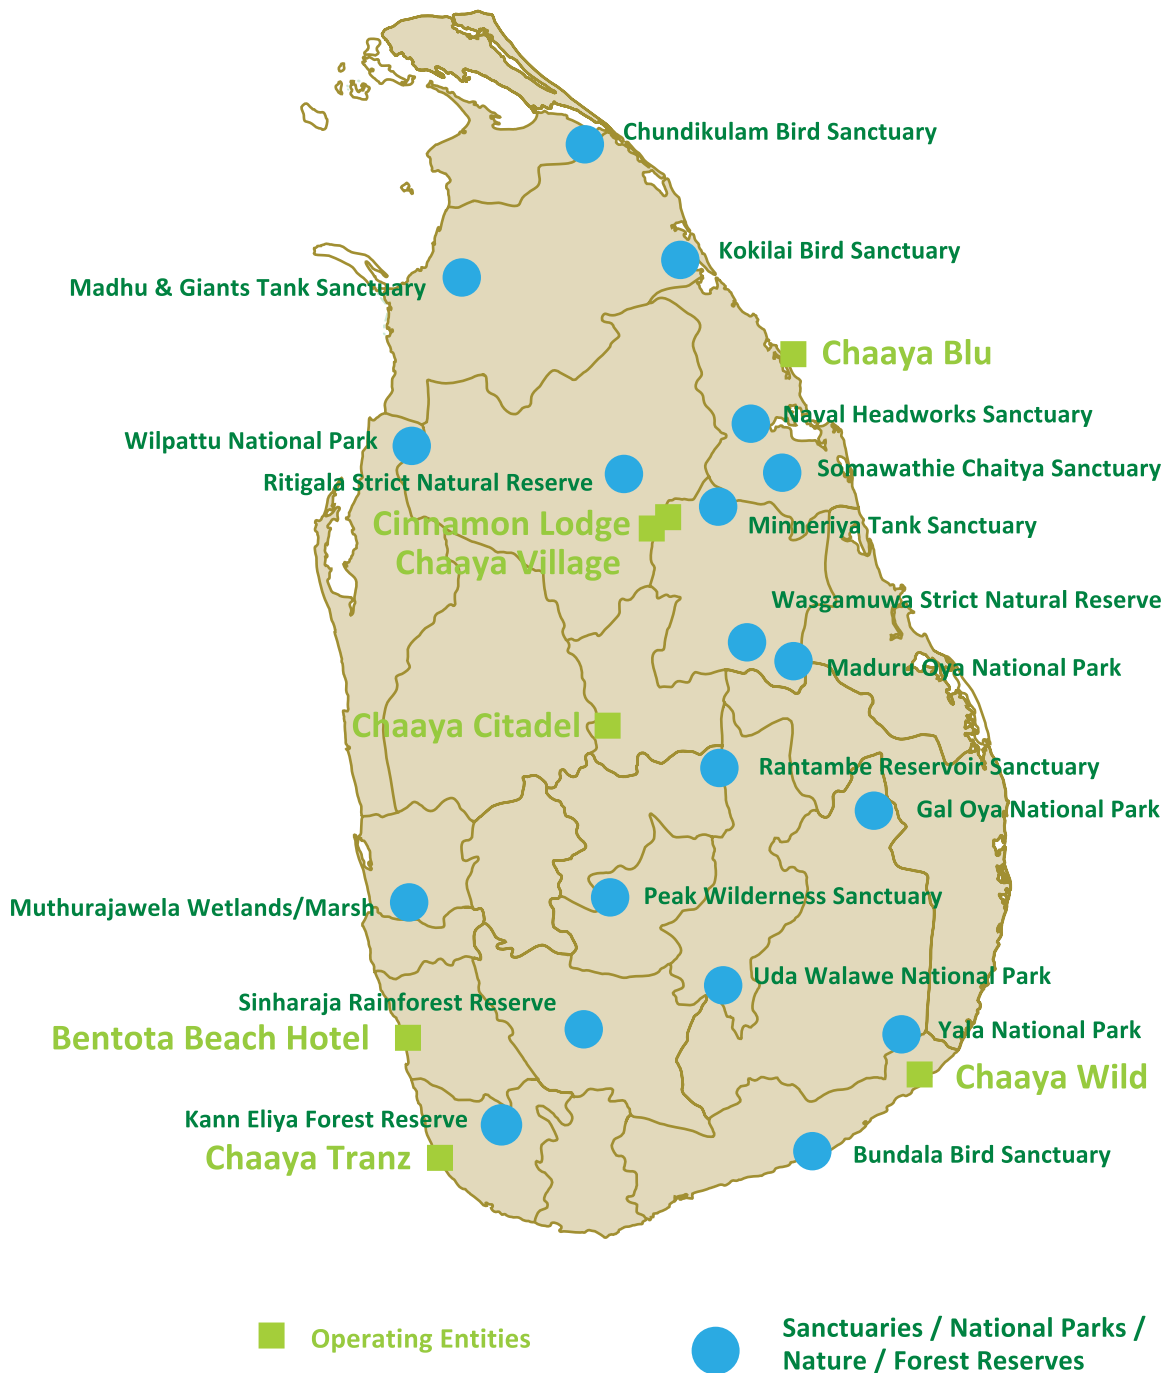 Chundikulam Bird Sanctuary
Kokilai Bird Sanctuary
Madhu & Giants Tank Sanctuary
Chaaya Blu
Naval Headworks Sanctuary
Wilpattu National Park
Somawathie Chaitya Sanctuary
Ritigala Strict Natural Reserve
Cinnamon Lodge
Minneriya Tank Sanctuary
Chaaya Village
Wasgamuwa Strict Natural Reserve
Maduru Oya National Park
Chaaya Citadel
Rantambe Reservoir Sanctuary
Gal Oya National Park
Peak Wilderness Sanctuary
Muthurajawela Wetlands/Marsh
Uda Walawe National Park
Sinharaja Rainforest Reserve
Yala National Park
Bentota Beach Hotel
Chaaya Wild
Kann Eliya Forest Reserve
Bundala Bird Sanctuary
Chaaya Tranz
Operating Entities
Sanctuaries / National Parks /
Nature / Forest Reserves